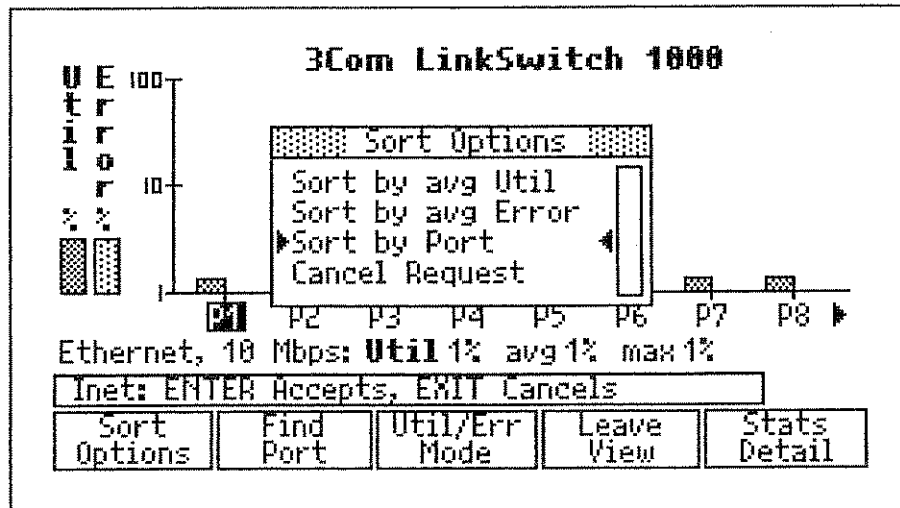 3Com LinkSwitch 1000
Util %
Error %
100
10
1
Sort Options
Sort by avg Util
Sort by avg Error
▶Sort by Port◀
Cancel Request
P1 P2 P3 P4 P5 P6 P7 P8 ▶
Ethernet, 10 Mbps: Util 1% avg 1% max 1%
Inet: ENTER Accepts, EXIT Cancels
Sort Options
Find Port
Util/Err Mode
Leave View
Stats Detail